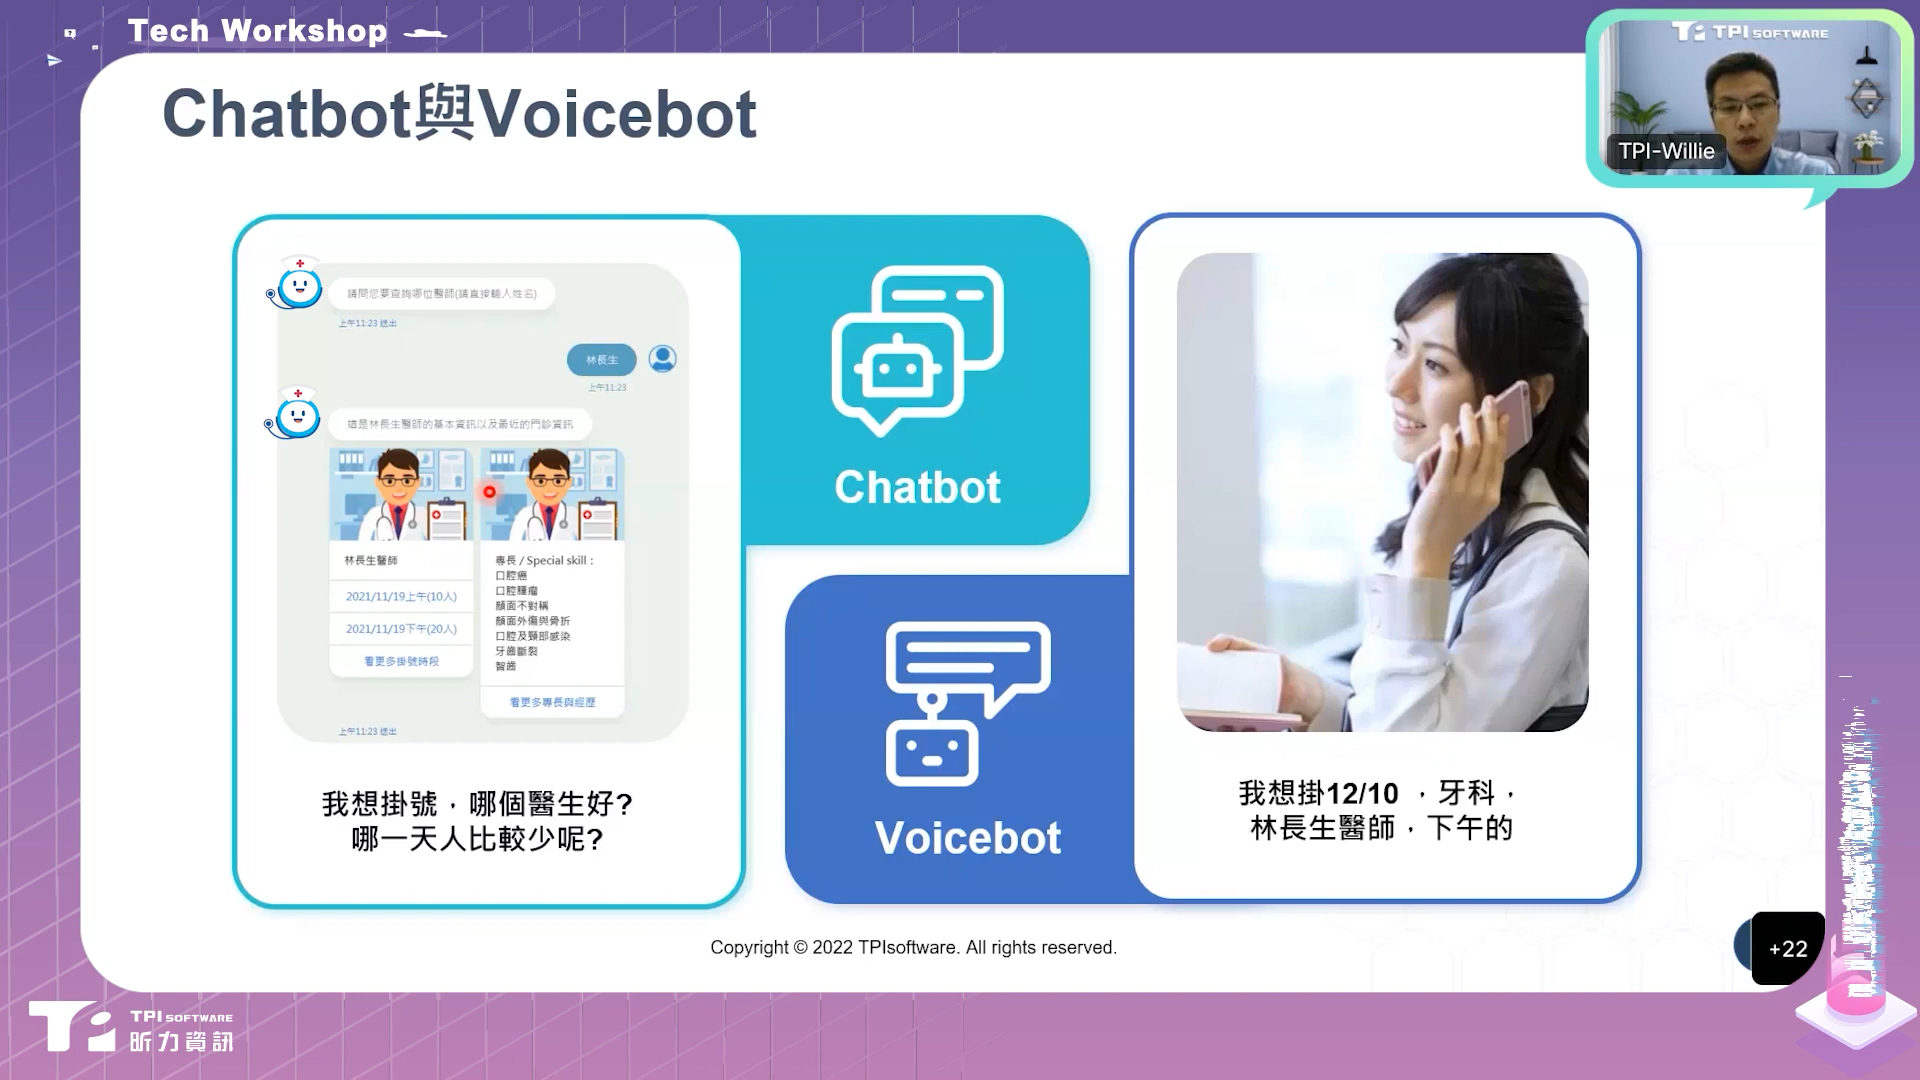 Tech Workshop
Chatbot與Voicebot
TPI SOFTWARE
TPI-Willie
請問您要查詢哪位醫師(請直接輸入姓名)
上午11:23 送出
林長生
上午11:23
這是林長生醫師的基本資訊以及最近的門診資訊
林長生醫師
2021/11/19上午(10人)
2021/11/19下午(20人)
看更多掛號時段
專長 / Special skill：
口腔癌
口腔腫瘤
顏面不對稱
顏面外傷與骨折
口腔及頸部感染
牙齒斷裂
智齒
看更多專長與經歷
上午11:23 送出
我想掛號，哪個醫生好?
哪一天人比較少呢?
Chatbot
Voicebot
我想掛12/10 ，牙科，
林長生醫師，下午的
Copyright © 2022 TPIsoftware. All rights reserved.
+22
TPI SOFTWARE
昕力資訊